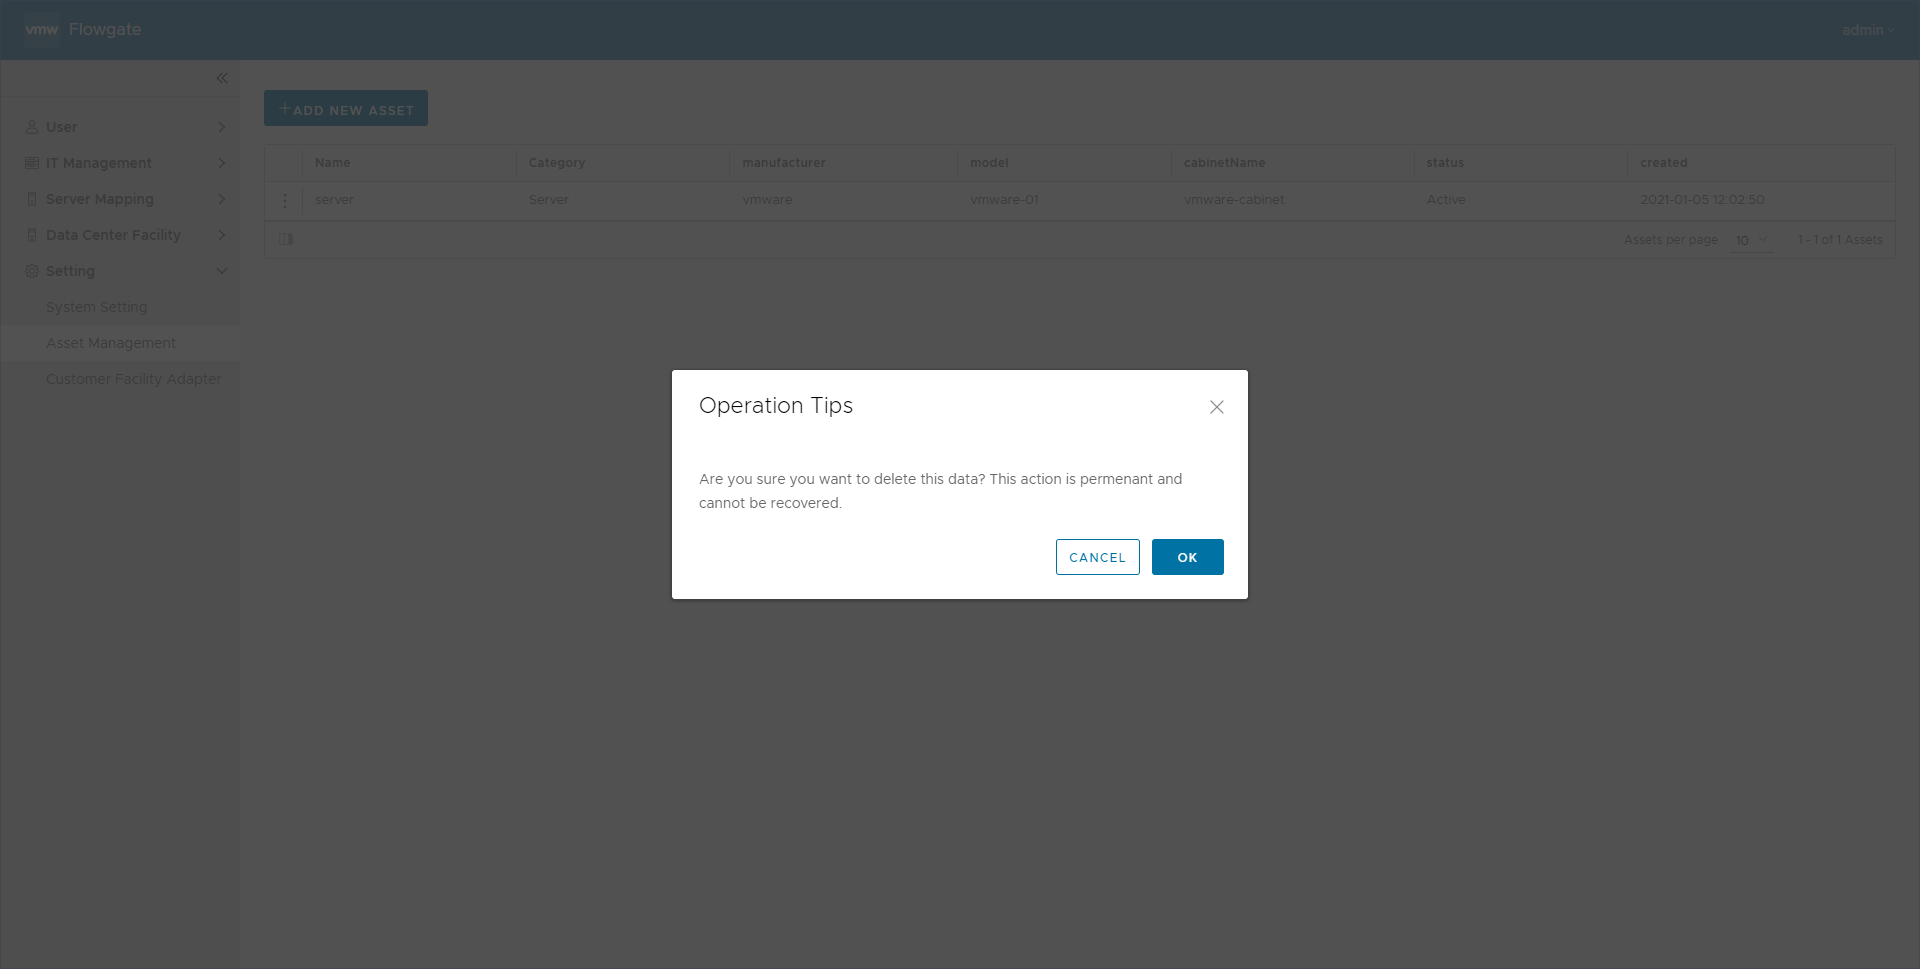 vmw Flowgate
admin
User
IT Management
Server Mapping
Data Center Facility
Setting
System Setting
Asset Management
Customer Facility Adapter
+ADD NEW ASSET
Name Category manufacturer model cabinetName status created
server Server vmware vmware-01 vmware-cabinet Active 2021-01-05 12:02:50
Assets per page 10 1 - 1 of 1 Assets
Operation Tips
Are you sure you want to delete this data? This action is permenant and
cannot be recovered.
CANCEL OK